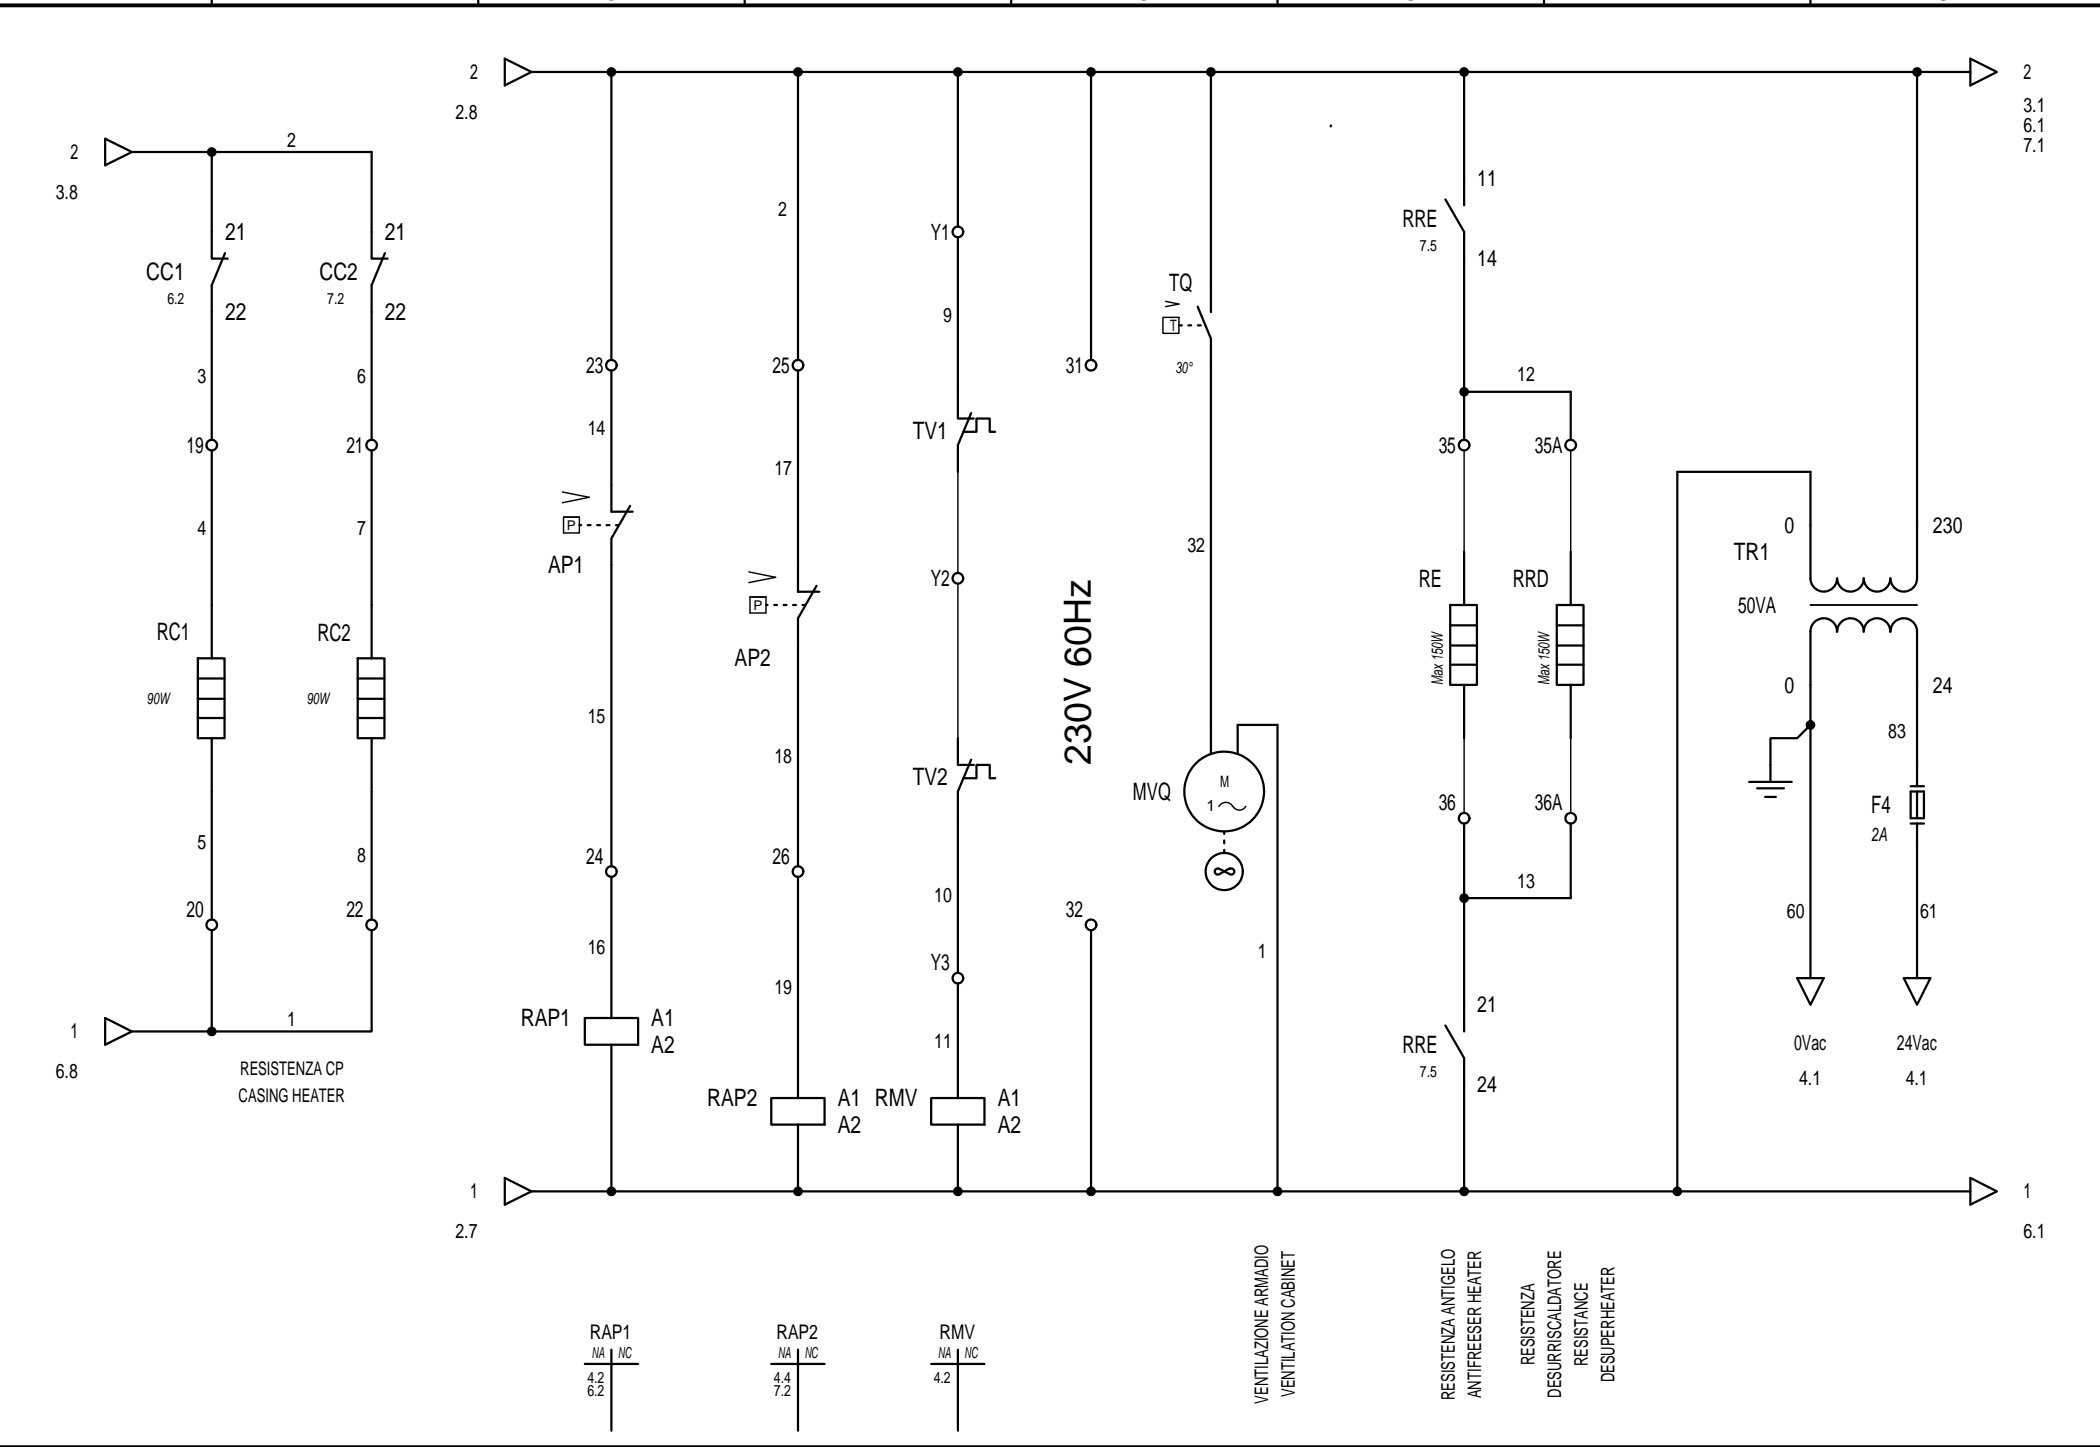 2
2.8
2
3.1
6.1
7.1
2
3.8
2
21
CC1
6.2
22
21
CC2
7.2
22
3
6
19
21
4
7
RC1
90W
RC2
90W
5
8
20
22
1
6.8
1
RESISTENZA CP
CASING HEATER
23
14
P
AP1
15
24
16
RAP1
A1
A2
2
25
17
P
AP2
18
26
19
RAP2
A1
A2
Y1
9
TV1
Y2
TV2
10
Y3
11
RMV
A1
A2
31
230V 60Hz
32
TQ
T
30°
32
MVQ
M
1
1
11
RRE
7.5
14
12
35
35A
RE
Max 150W
RRD
Max 150W
36
36A
13
21
RRE
7.5
24
0
230
TR1
50VA
0
24
83
F4
2A
60
61
0Vac
4.1
24Vac
4.1
1
2.7
1
6.1
RAP1
NA NC
4.2
6.2
RAP2
NA NC
4.4
7.2
RMV
NA NC
4.2
VENTILAZIONE ARMADIO
VENTILATION CABINET
RESISTENZA ANTIGELO
ANTIFREESER HEATER
RESISTENZA
DESURRISCALDATORE
RESISTANCE
DESUPERHEATER